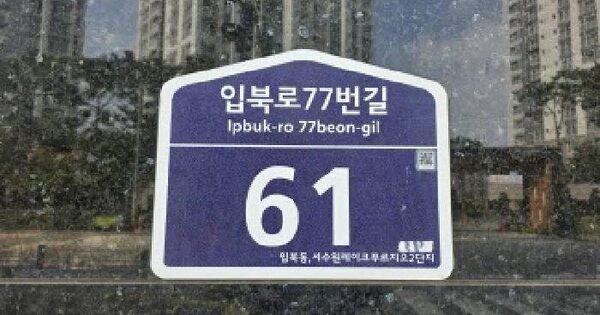 입북로77번길
Ipbuk-ro 77beon-gil
61
입북동,서수원레이크푸르지오2단지